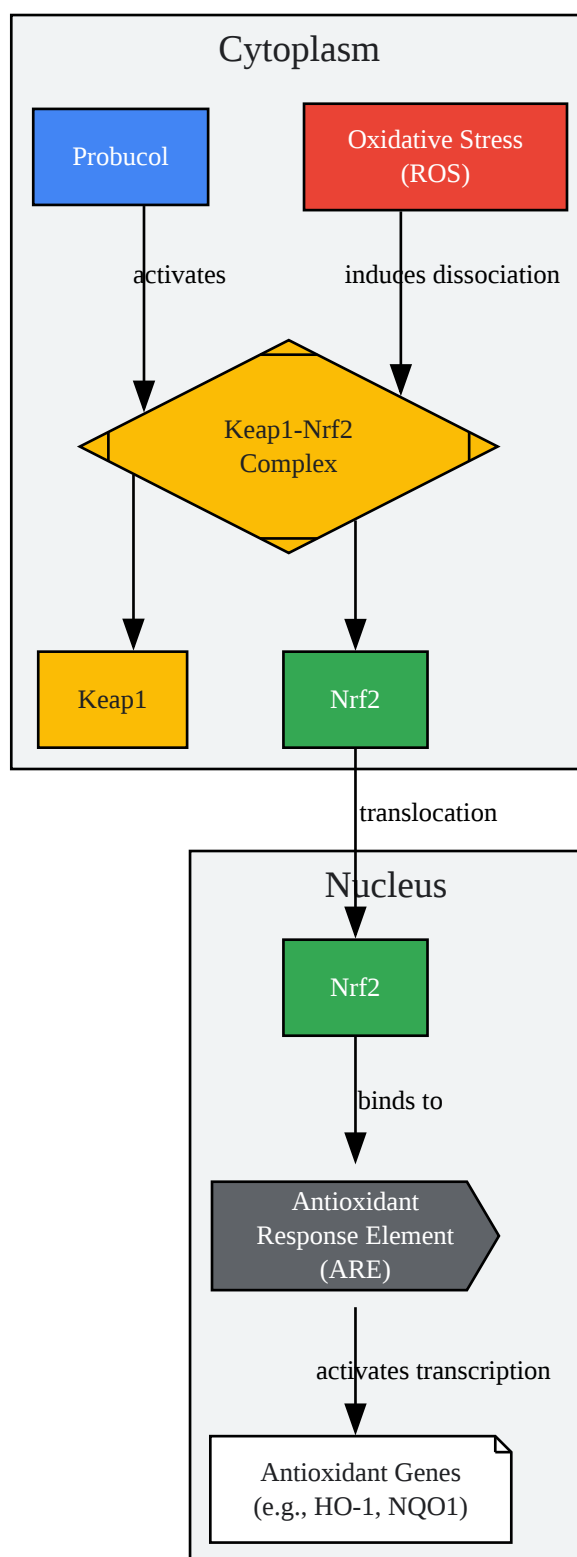 Cytoplasm
Probucol
Oxidative Stress
(ROS)
activates
induces dissociation
Keap1-Nrf2
Complex
Keap1
Nrf2
translocation
Nucleus
Nrf2
binds to
Antioxidant
Response Element
(ARE)
activates transcription
Antioxidant Genes
(e.g., HO-1, NQO1)